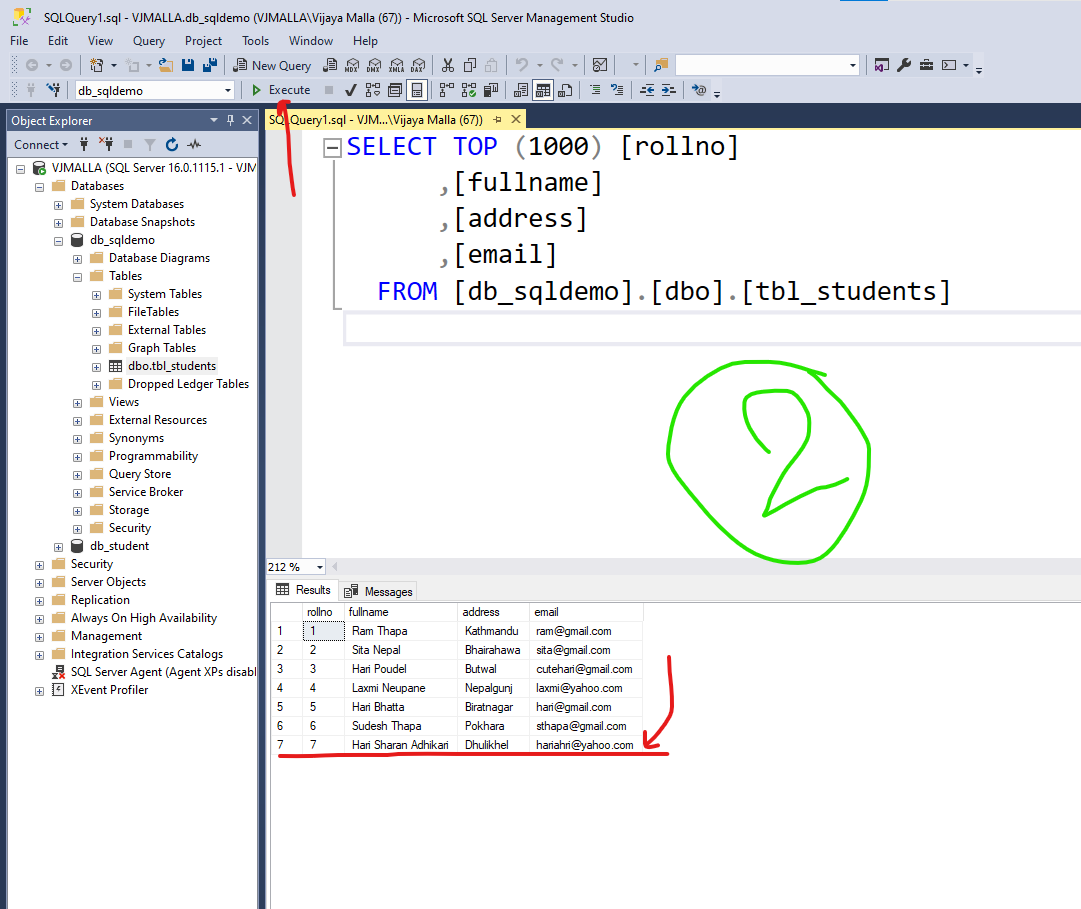 SQLQuery1.sql - VJMALLA.db_sqldemo (VJMALLA\Vijaya Malla (67)) - Microsoft SQL Server Management Studio
File Edit View Query Project Tools Window Help
New Query MDX DMX XMLA DAX
db_sqldemo Execute
Object Explorer
Connect
VJMALLA (SQL Server 16.0.1115.1 - VJM
Databases
System Databases
Database Snapshots
db_sqldemo
Database Diagrams
Tables
System Tables
FileTables
External Tables
Graph Tables
dbo.tbl_students
Dropped Ledger Tables
Views
External Resources
Synonyms
Programmability
Query Store
Service Broker
Storage
Security
db_student
Security
Server Objects
Replication
Always On High Availability
Management
Integration Services Catalogs
SQL Server Agent (Agent XPs disabl
XEvent Profiler
SQLQuery1.sql - VJM...\Vijaya Malla (67))
SELECT TOP (1000) [rollno]
,[fullname]
,[address]
,[email]
FROM [db_sqldemo].[dbo].[tbl_students]
2
212 %
Results Messages
rollno fullname address email
1 1 Ram Thapa Kathmandu ram@gmail.com
2 2 Sita Nepal Bhairahawa sita@gmail.com
3 3 Hari Poudel Butwal cutehari@gmail.com
4 4 Laxmi Neupane Nepalgunj laxmi@yahoo.com
5 5 Hari Bhatta Biratnagar hari@gmail.com
6 6 Sudesh Thapa Pokhara sthapa@gmail.com
7 7 Hari Sharan Adhikari Dhulikhel hariahri@yahoo.com